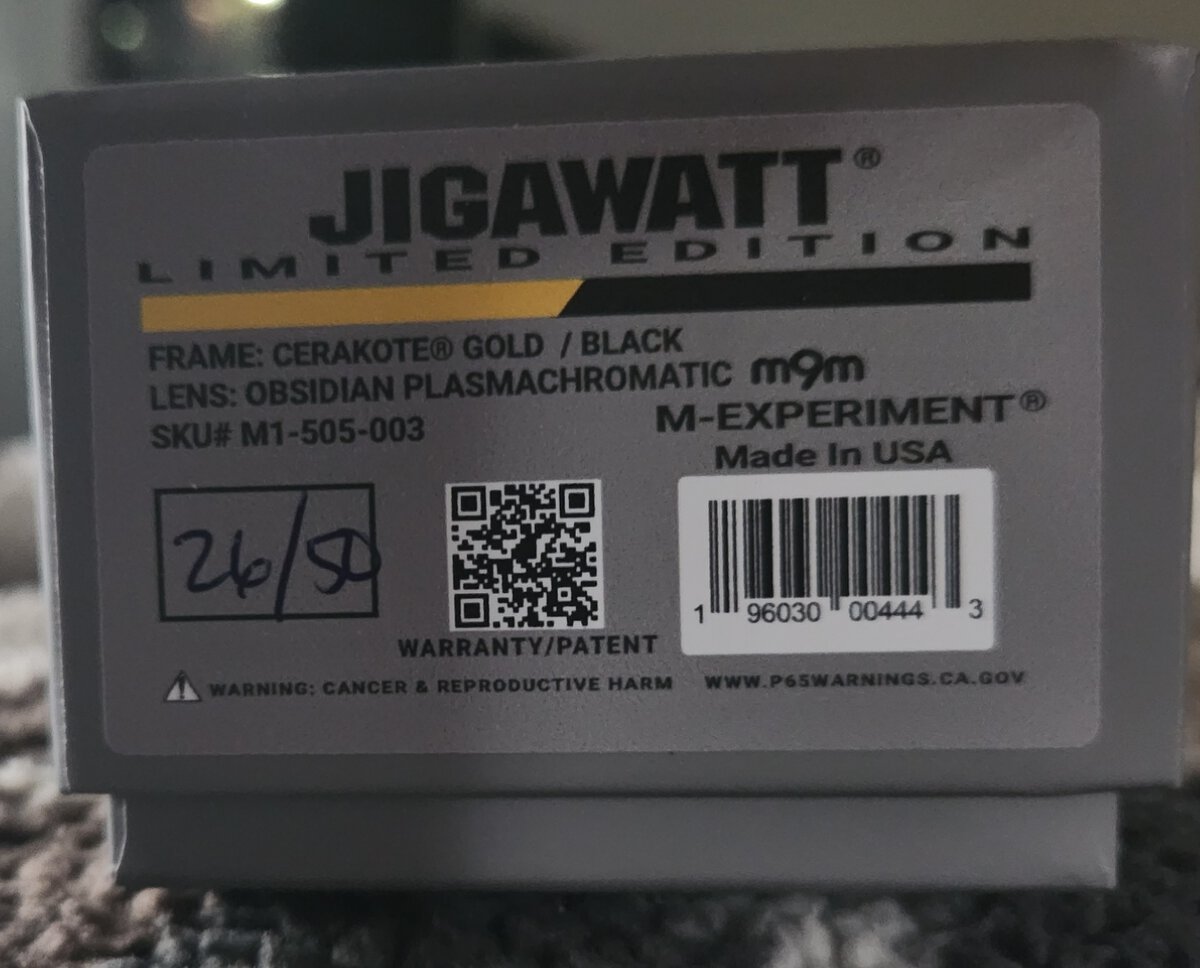 JIGAWATT®
LIMITED EDITION
FRAME: CERAKOTE® GOLD / BLACK
LENS: OBSIDIAN PLASMACHROMATIC m9m
SKU# M1-505-003
M-EXPERIMENT®
Made In USA
26/50
1 96030 00444 3
WARRANTY/PATENT
WARNING: CANCER & REPRODUCTIVE HARM WWW.P65WARNINGS.CA.GOV